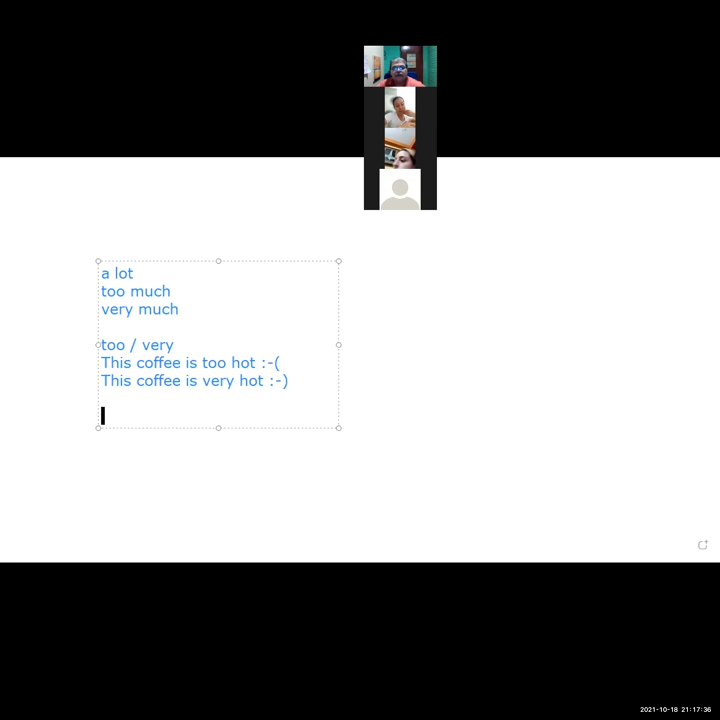 a lot
too much
very much
too / very
This coffee is too hot :-(
This coffee is very hot :-)
2021-10-18 21:17:36